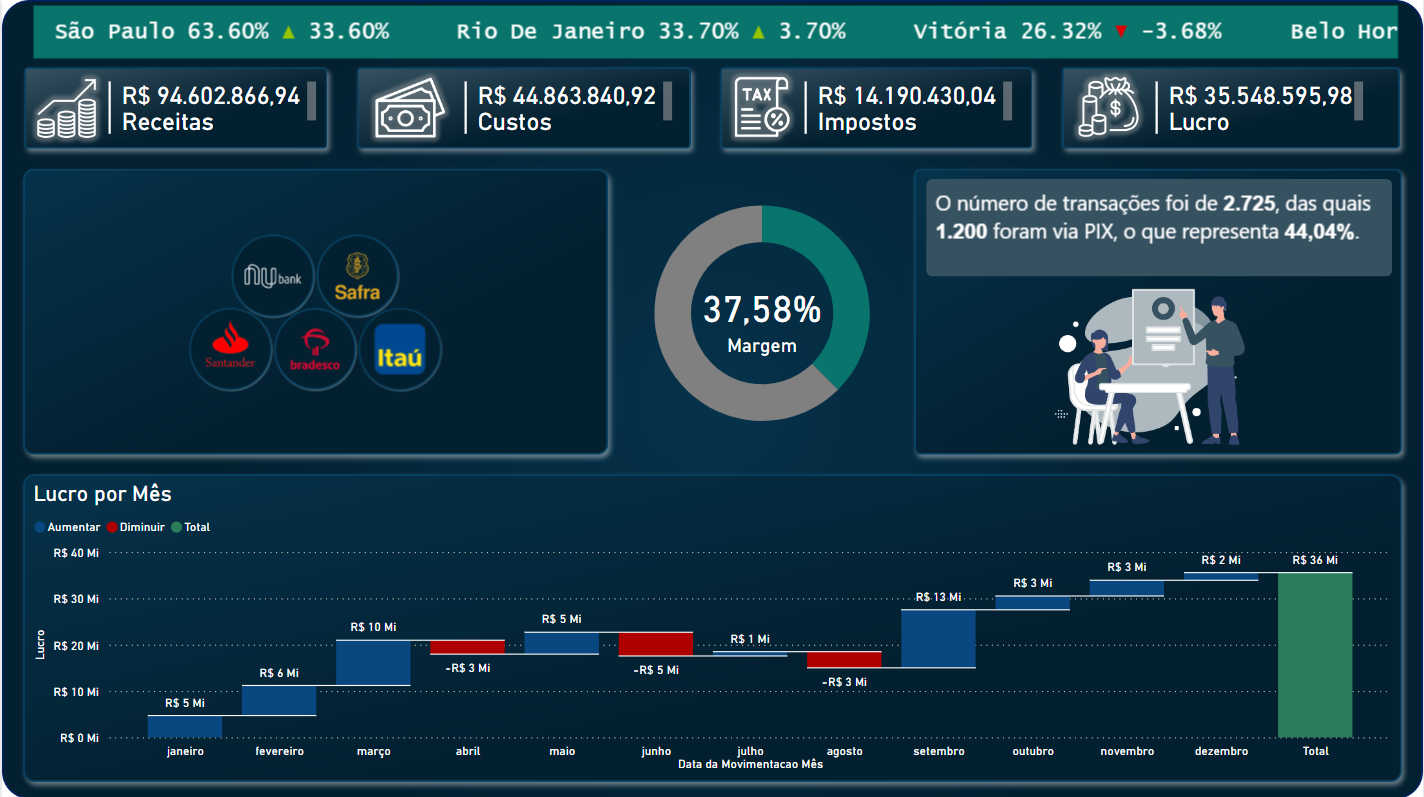 São Paulo 63.60% ▲ 33.60% Rio De Janeiro 33.70% ▲ 3.70% Vitória 26.32% ▼ -3.68% Belo Hor
R$ 94.602.866,94
Receitas
R$ 44.863.840,92
Custos
TAX
%
R$ 14.190.430,04
Impostos
$
R$ 35.548.595,98
Lucro
nu bank
Safra
Santander
bradesco
Itaú
37,58%
Margem
O número de transações foi de 2.725, das quais
1.200 foram via PIX, o que representa 44,04%.
Lucro por Mês
Aumentar Diminuir Total
Lucro
R$ 40 Mi
R$ 30 Mi
R$ 20 Mi
R$ 10 Mi
R$ 0 Mi
R$ 5 Mi
R$ 6 Mi
R$ 10 Mi
-R$ 3 Mi
R$ 5 Mi
-R$ 5 Mi
R$ 1 Mi
-R$ 3 Mi
R$ 13 Mi
R$ 3 Mi
R$ 3 Mi
R$ 2 Mi
R$ 36 Mi
janeiro fevereiro março abril maio junho julho agosto setembro outubro novembro dezembro Total
Data da Movimentacao Mês